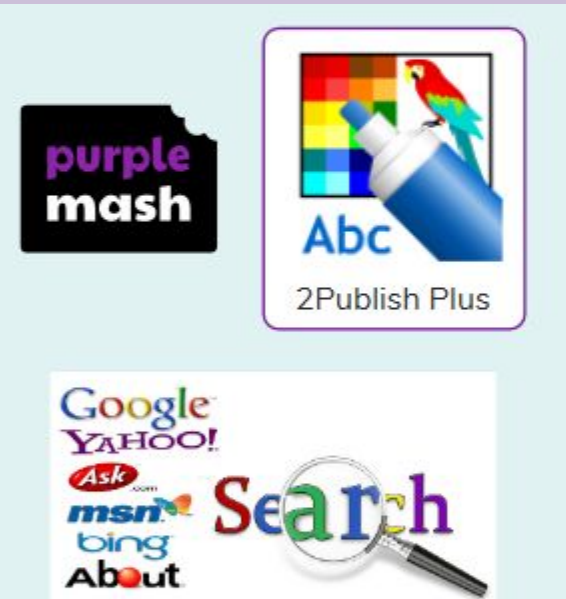 purple
mash
Abc
2Publish Plus
Google
YAHOO!
Ask.com
msn
bing
About
Search